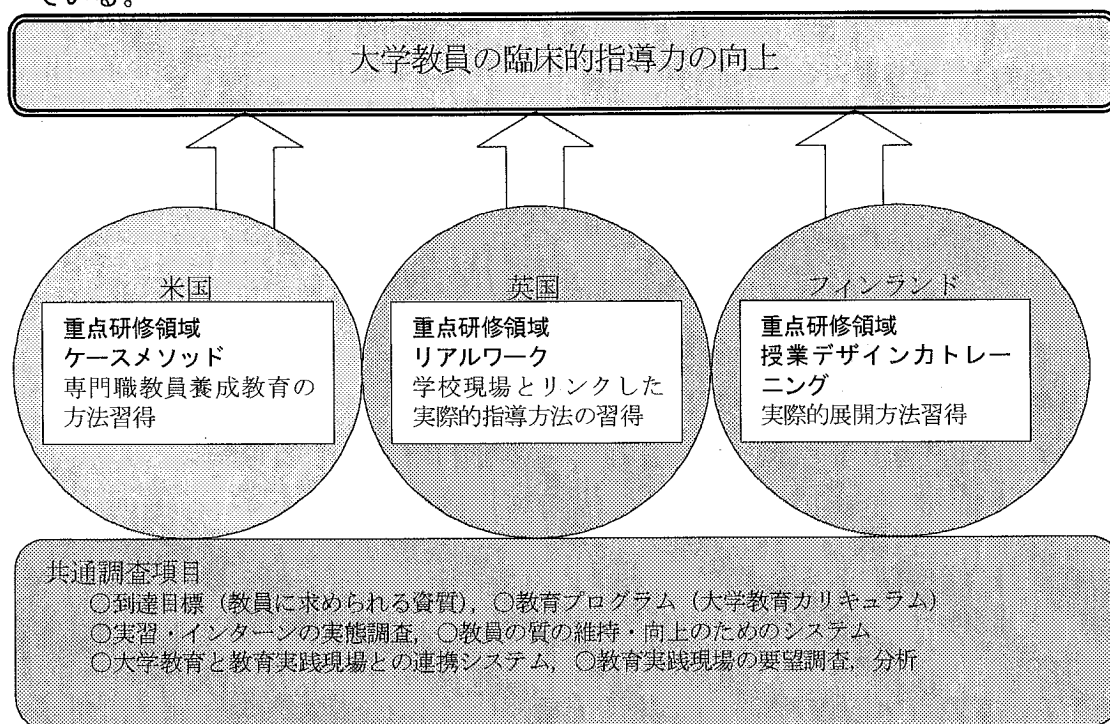 ている。
大学教員の臨床的指導力の向上
米国
重点研修領域
ケースメソッド
専門職教員養成教育の
方法習得
英国
重点研修領域
リアルワーク
学校現場とリンクした
実際的指導方法の習得
フィンランド
重点研修領域
授業デザイン力トレー
ニング
実際的展開方法習得
共通調査項目
○到達目標（教員に求められる資質），○教育プログラム（大学教育カリキュラム）
○実習・インターンの実態調査，○教員の質の維持・向上のためのシステム
○大学教育と教育実践現場との連携システム，○教育実践現場の要望調査，分析